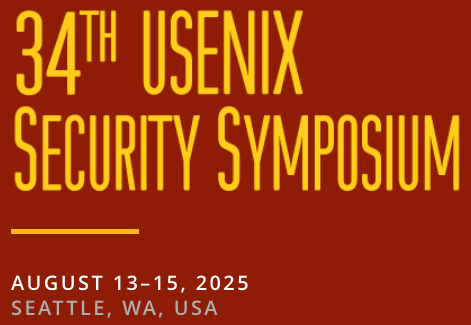 34TH USENIX
SECURITY SYMPOSIUM
AUGUST 13–15, 2025
SEATTLE, WA, USA